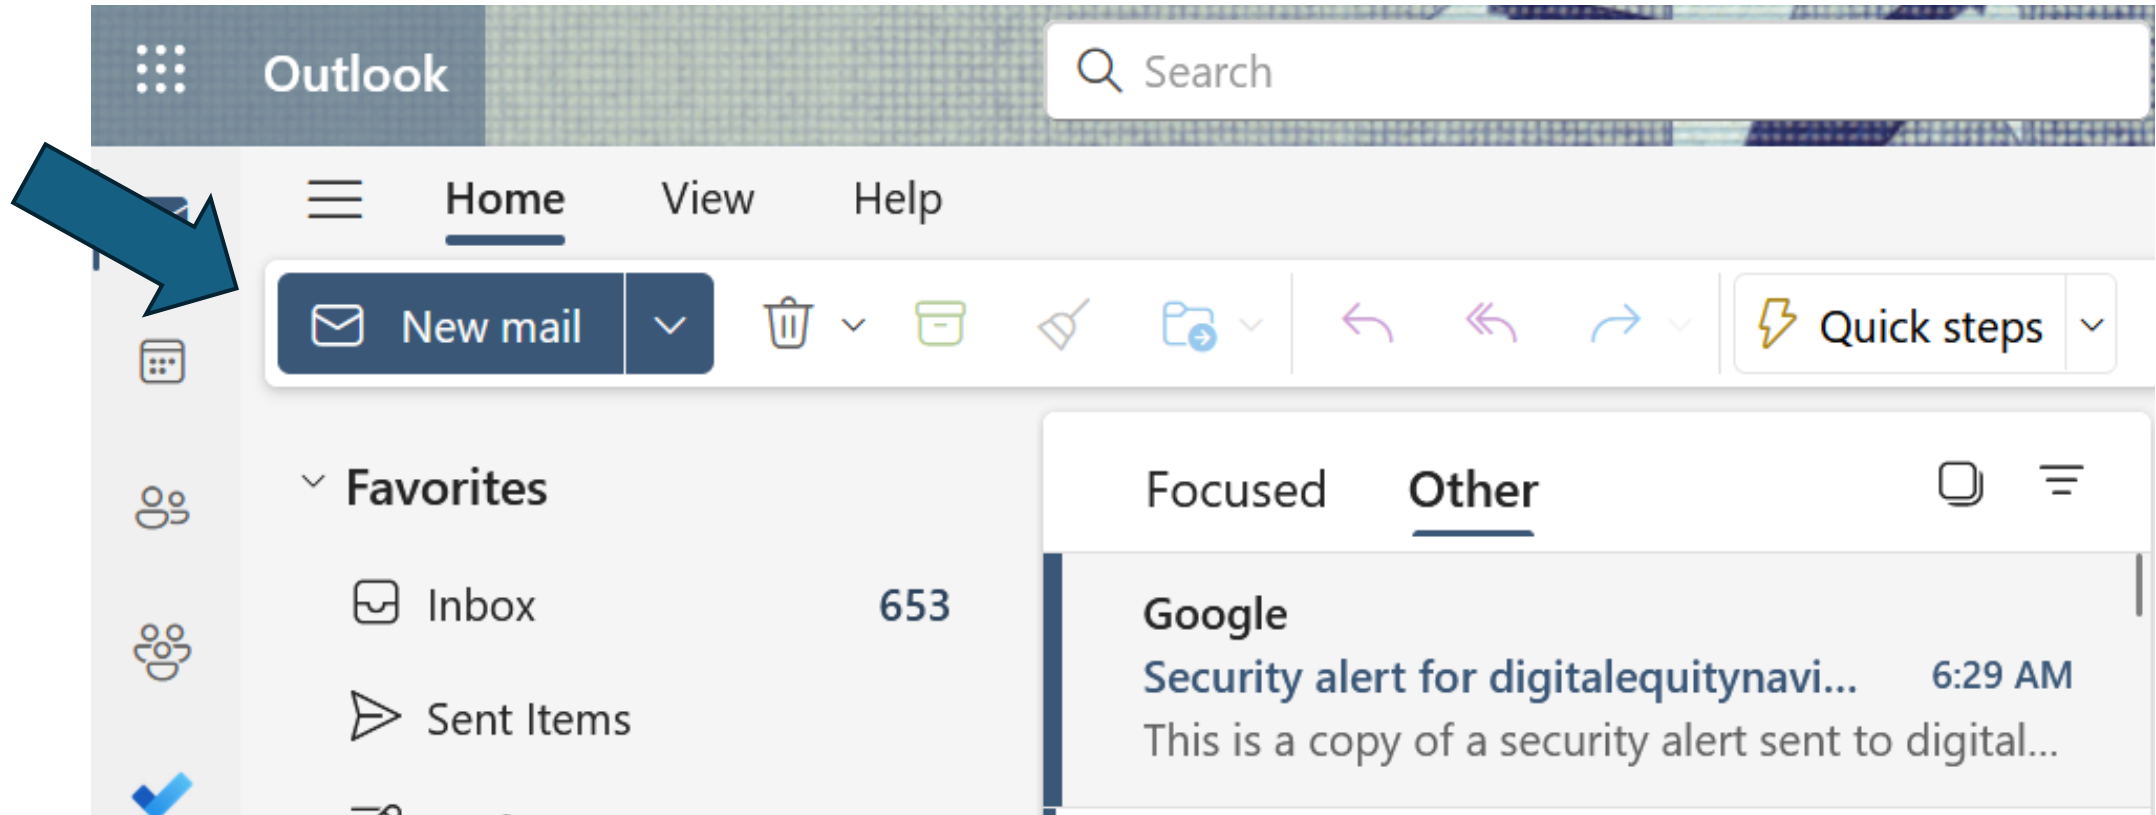 Outlook
Search
Home View Help
New mail
Quick steps
Favorites
Inbox 653
Sent Items
Focused Other
Google
Security alert for digitalequitynavi... 6:29 AM
This is a copy of a security alert sent to digital...